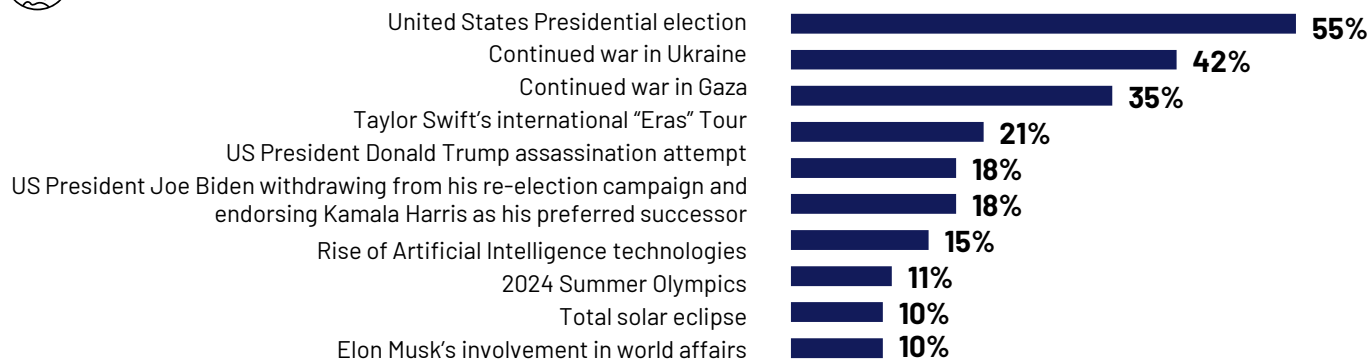 United States Presidential election 55%
Continued war in Ukraine 42%
Continued war in Gaza 35%
Taylor Swift’s international “Eras” Tour 21%
US President Donald Trump assassination attempt 18%
US President Joe Biden withdrawing from his re-election campaign and
endorsing Kamala Harris as his preferred successor 18%
Rise of Artificial Intelligence technologies 15%
2024 Summer Olympics 11%
Total solar eclipse 10%
Elon Musk’s involvement in world affairs 10%